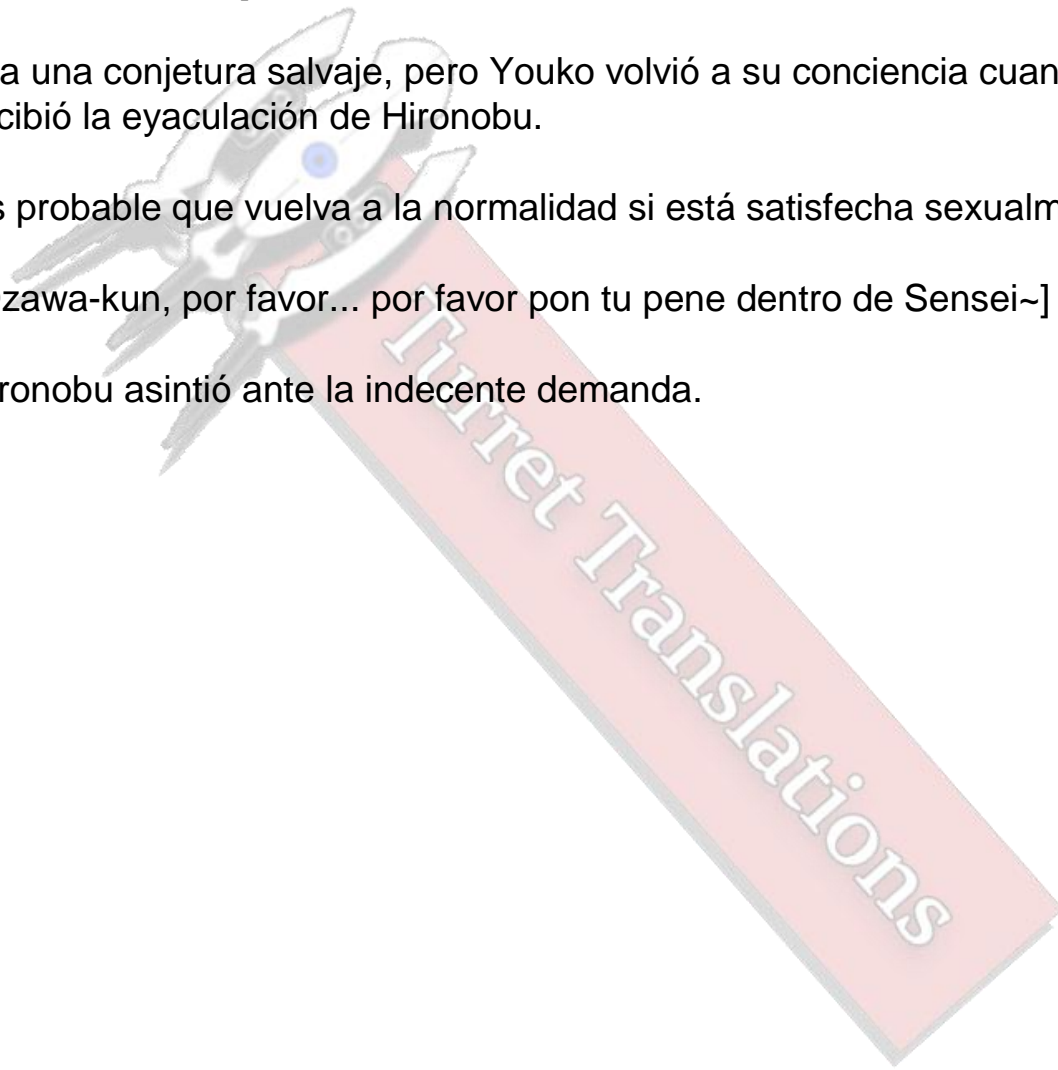 a una conjetura salvaje, pero Youko volvió a su conciencia cuan
cibió la eyaculación de Hironobu.
s probable que vuelva a la normalidad si está satisfecha sexualm
zawa-kun, por favor... por favor pon tu pene dentro de Sensei~]
ronobu asintió ante la indecente demanda.
Turret Translations